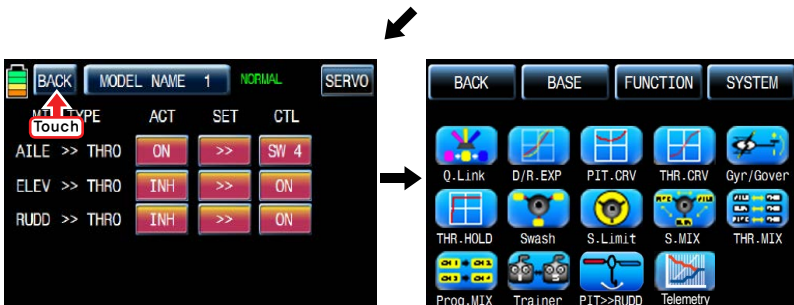 BACK MODEL NAME 1 NORMAL SERVO
TYPE ACT SET CTL
Touch
AILE >> THRO ON >> SW 4
ELEV >> THRO INH >> ON
RUDD >> THRO INH >> ON
BACK BASE FUNCTION SYSTEM
Q.Link D/R.EXP PIT.CRV THR.CRV Gyr/Gover
THR.HOLD Swash S.Limit S.MIX THR.MIX
Prog.MIX Trainer PIT>>RUDD Telemetry